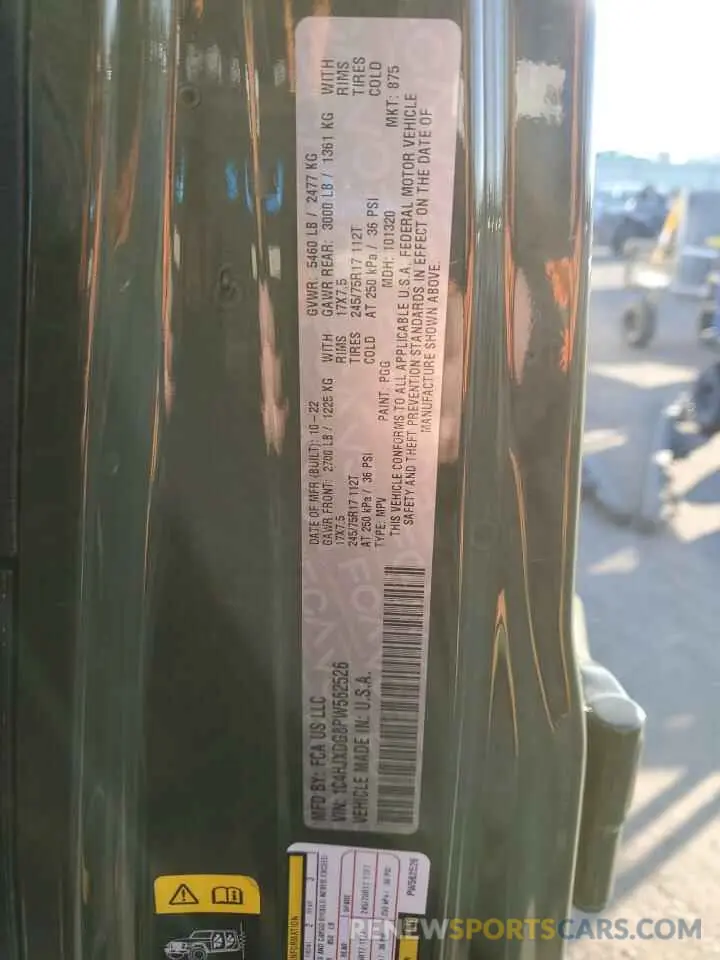 MFD BY: FCA US LLC
VIN: 1C4HJXDG8PW562526
VEHICLE MADE IN: U.S.A.
DATE OF MFR (BUILT): 10-22
GAWR FRONT: 2700 LB / 1225 KG WITH
17X7.5 RIMS
245/75R17 112T TIRES
AT 250 kPa / 36 PSI COLD
TYPE: MPV PAINT: PGG
GVWR: 5460 LB / 2477 KG
GAWR REAR: 3000 LB / 1361 KG WITH
17X7.5 RIMS
245/75R17 112T TIRES
AT 250 kPa / 36 PSI COLD
MDH: 101320 MKT: 875
THIS VEHICLE CONFORMS TO ALL APPLICABLE U.S.A. FEDERAL MOTOR VEHICLE
SAFETY AND THEFT PREVENTION STANDARDS IN EFFECT ON THE DATE OF
MANUFACTURE SHOWN ABOVE.
PW562526
REPAIRSPORTSCARS.COM